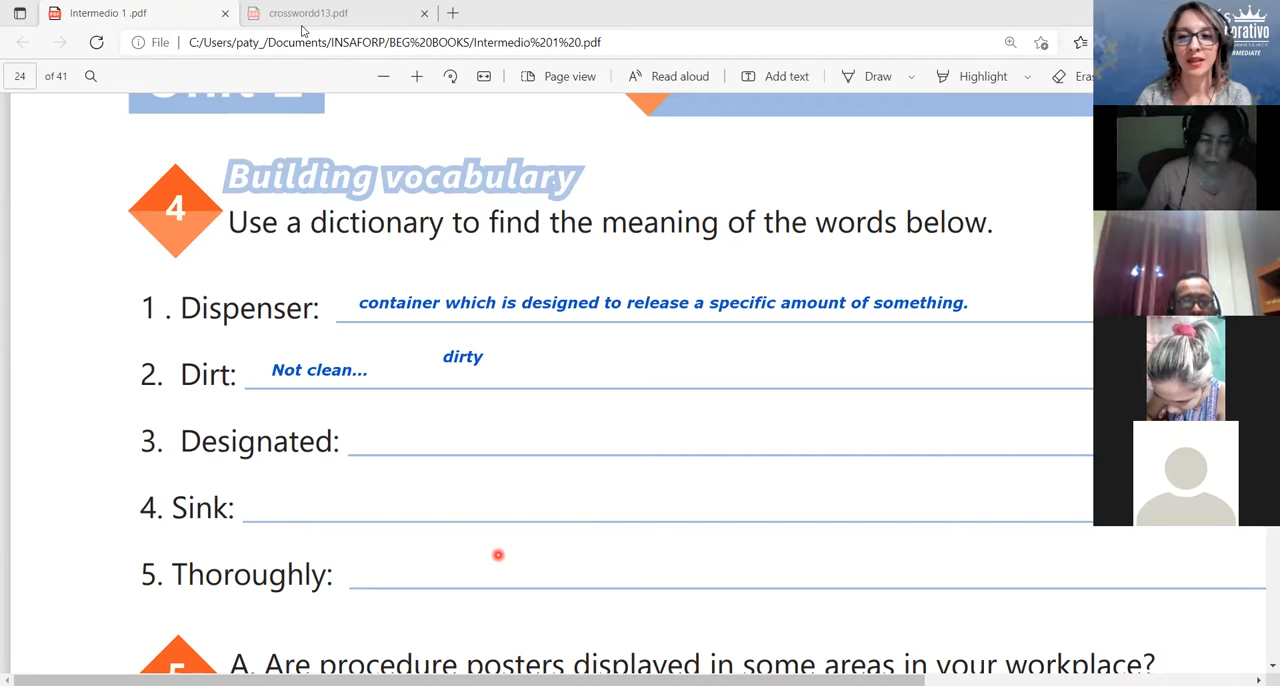 Intermedio 1 .pdf
crosswordd13.pdf
File
C:/Users/paty_/Documents/INSAFORP/BEG%20BOOKS/Intermedio%201%20.pdf
24 of 41
Page view
Read aloud
Add text
Draw
Highlight
Building vocabulary
4
Use a dictionary to find the meaning of the words below.
1 . Dispenser: container which is designed to release a specific amount of something.
dirty
2. Dirt: Not clean...
3. Designated:
4. Sink:
5. Thoroughly:
5
A. Are procedure posters displayed in some areas in your workplace?